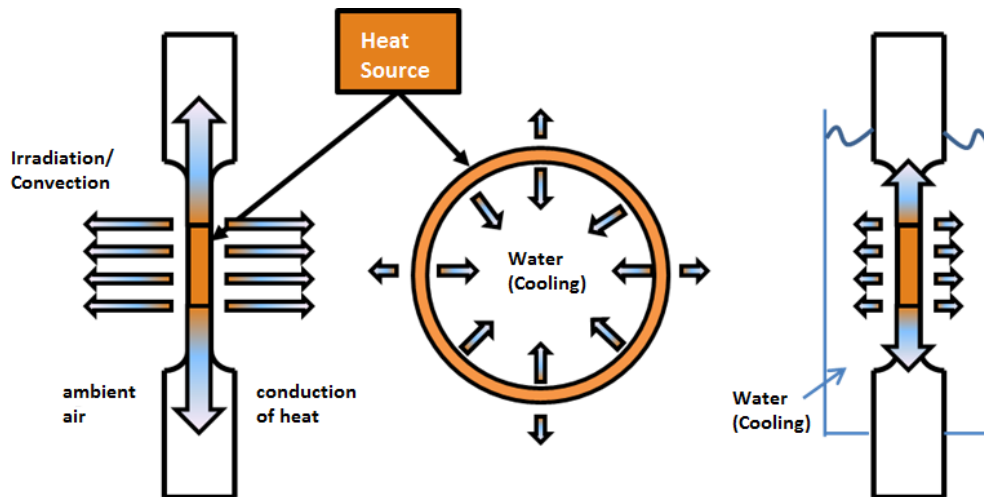 Heat
Source
Irradiation/
Convection
Water
(Cooling)
ambient
air
conduction
of heat
Water
(Cooling)